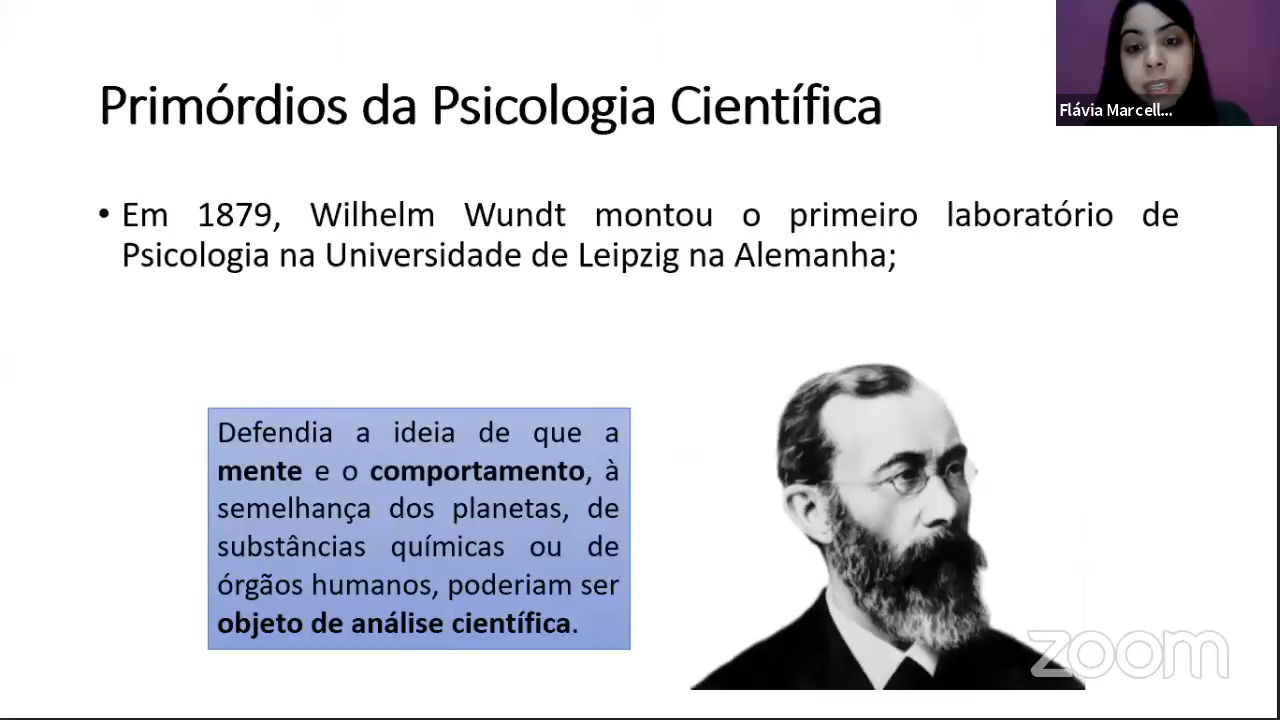 Primórdios da Psicologia Científica
Flávia Marcell...
• Em 1879, Wilhelm Wundt montou o primeiro laboratório de
Psicologia na Universidade de Leipzig na Alemanha;
Defendia a ideia de que a
mente e o comportamento, à
semelhança dos planetas, de
substâncias químicas ou de
órgãos humanos, poderiam ser
objeto de análise científica.
zoom